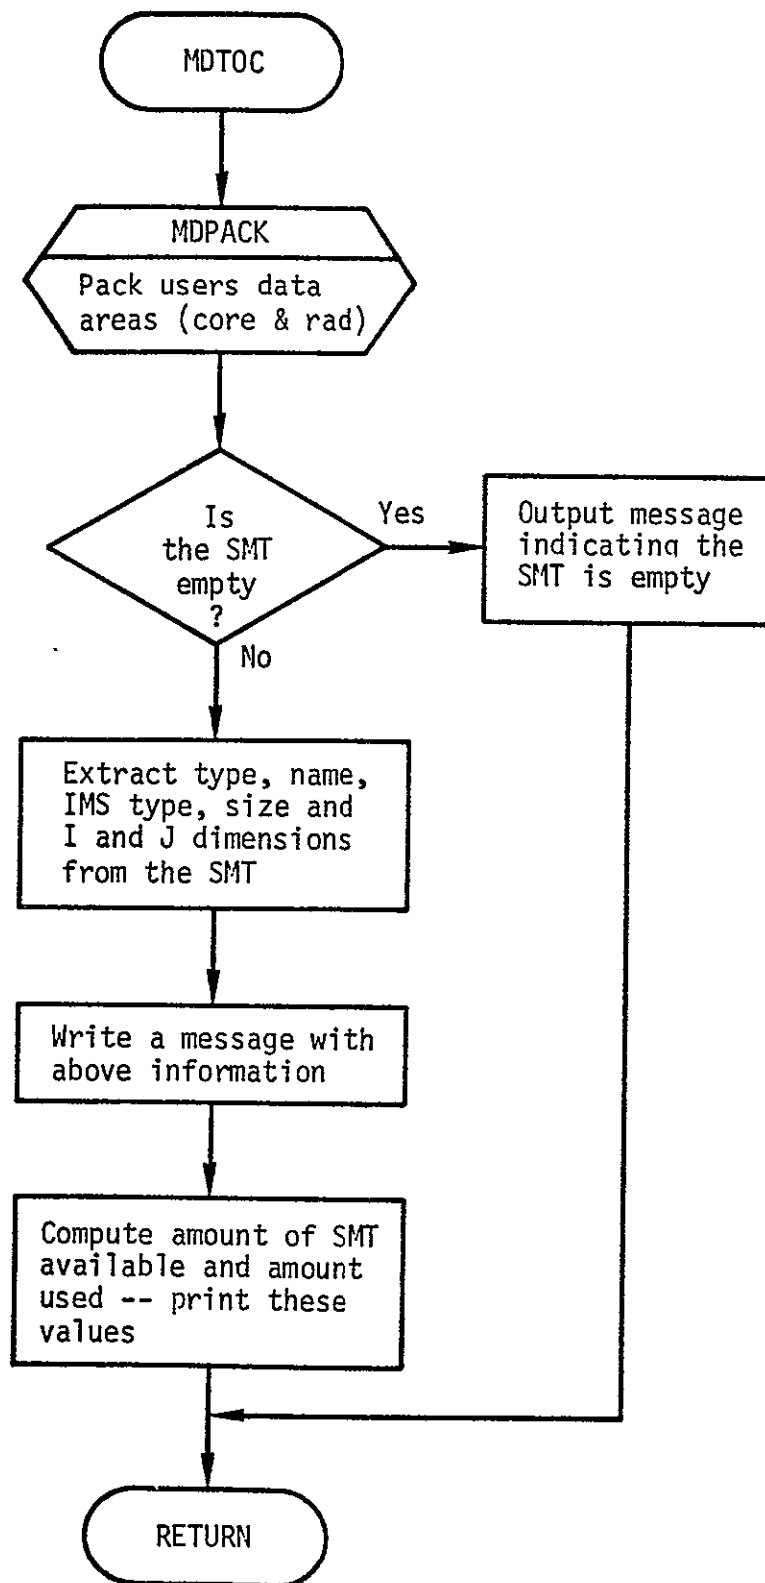 MDTOC
MDPACK
Pack users data
areas (core & rad)
Is
the SMT
empty
?
Yes
Output message
indicating the
SMT is empty
No
Extract type, name,
IMS type, size and
I and J dimensions
from the SMT
Write a message with
above information
Compute amount of SMT
available and amount
used -- print these
values
RETURN